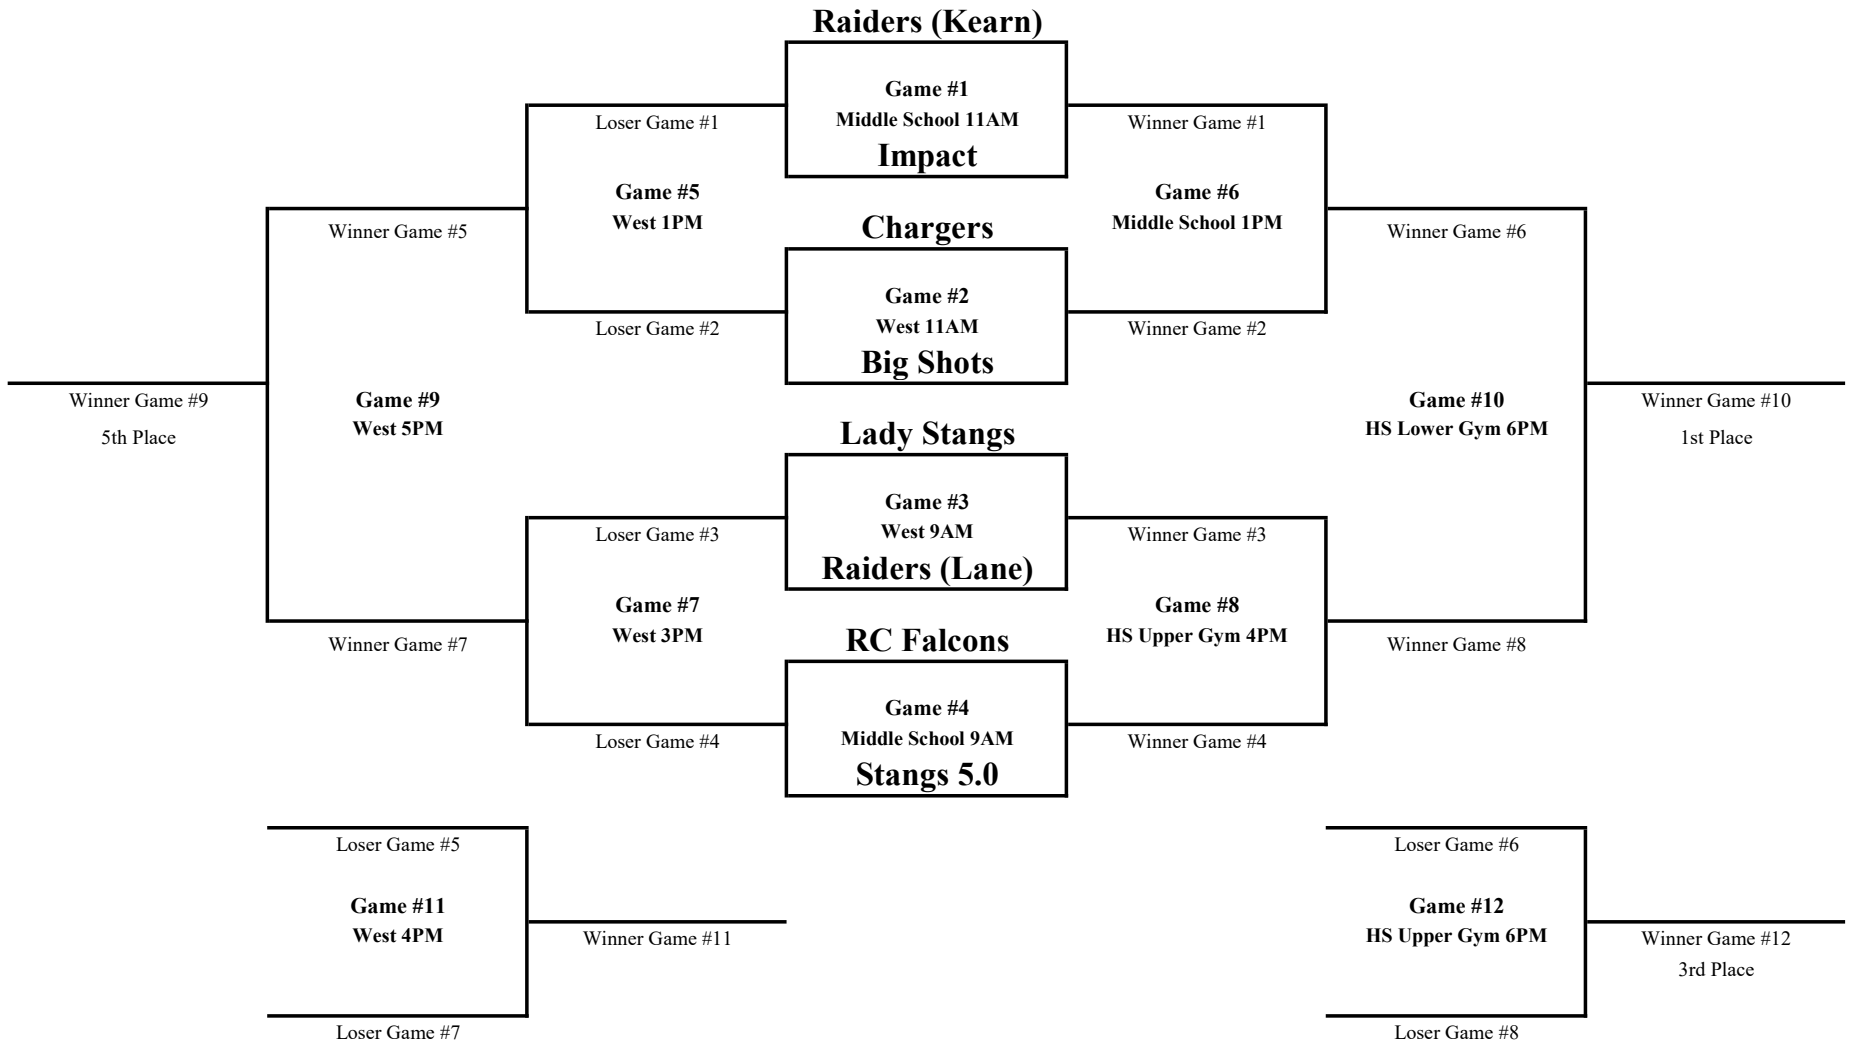 Raiders (Kearn)
Game #1
Middle School 11AM
Impact
Loser Game #1
Winner Game #1
Game #5
West 1PM
Game #6
Middle School 1PM
Chargers
Winner Game #5
Winner Game #6
Game #2
West 11AM
Big Shots
Loser Game #2
Winner Game #2
Winner Game #9
5th Place
Game #9
West 5PM
Game #10
HS Lower Gym 6PM
Winner Game #10
1st Place
Lady Stangs
Game #3
West 9AM
Raiders (Lane)
Loser Game #3
Winner Game #3
Game #7
West 3PM
Game #8
HS Upper Gym 4PM
RC Falcons
Winner Game #7
Winner Game #8
Game #4
Middle School 9AM
Stangs 5.0
Loser Game #4
Winner Game #4
Loser Game #5
Game #11
West 4PM
Winner Game #11
Loser Game #7
Loser Game #6
Game #12
HS Upper Gym 6PM
Winner Game #12
3rd Place
Loser Game #8